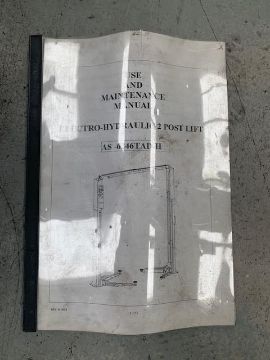 USE
AND
MAINTENANCE
MANUAL
ELECTRO-HYDRAULIC 2 POST LIFT